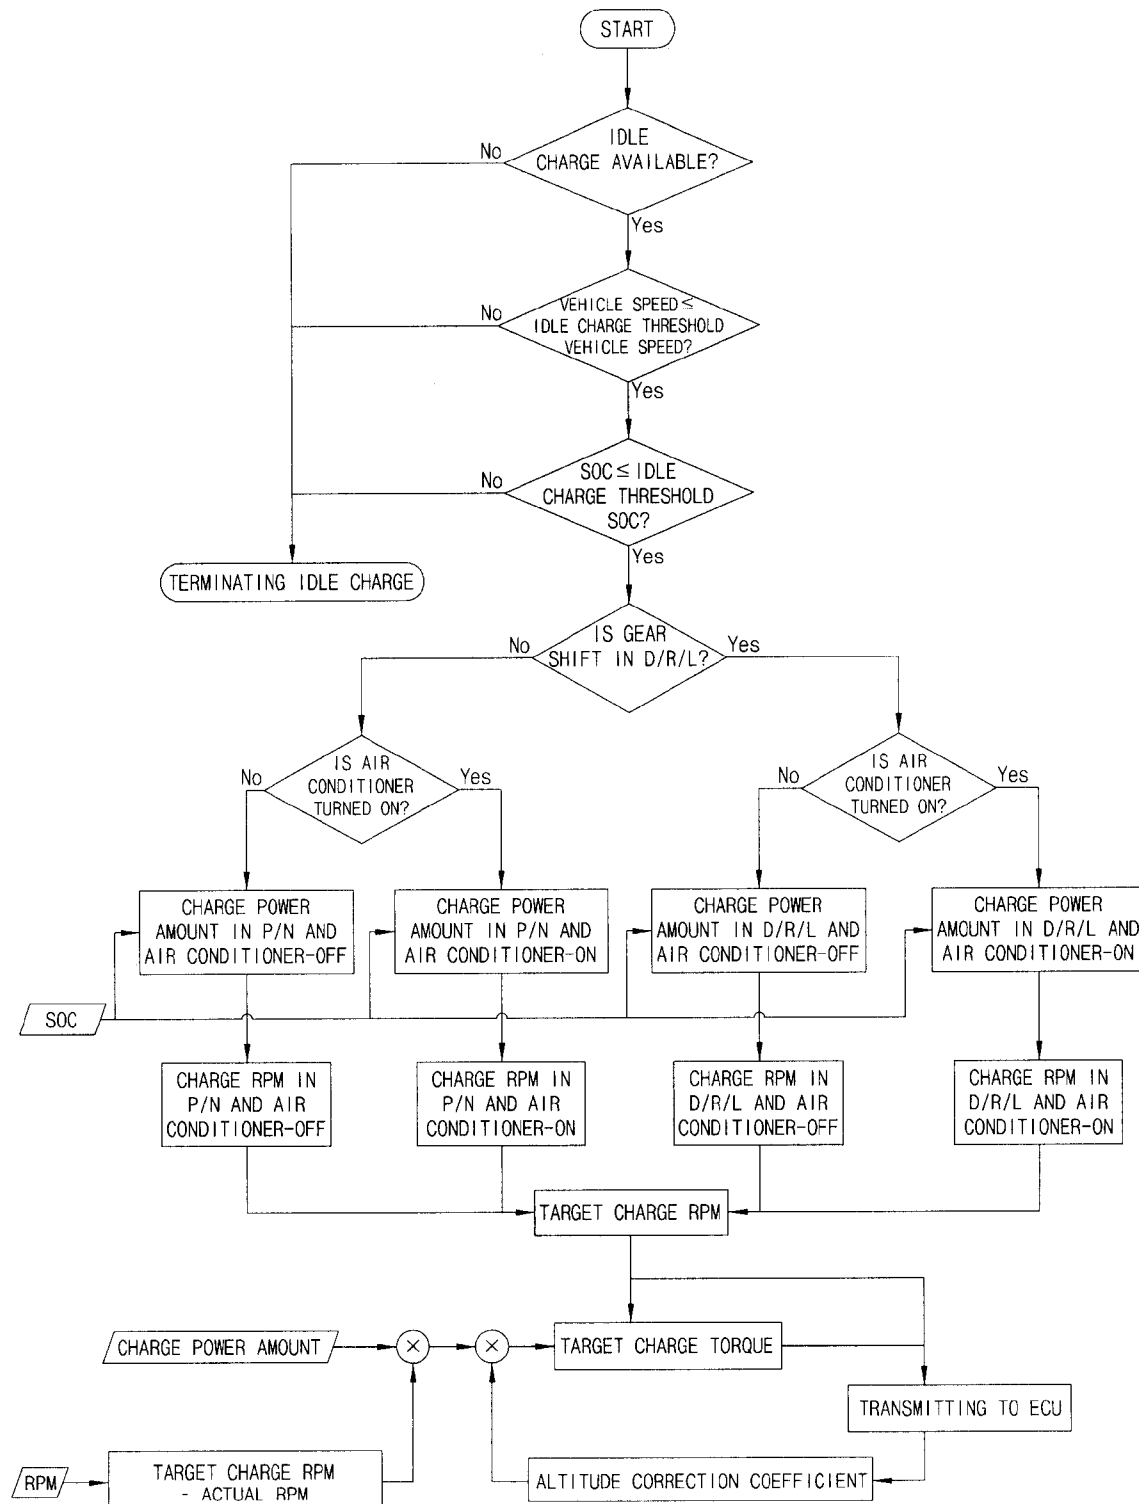 START
IDLE
CHARGE AVAILABLE?
No
Yes
VEHICLE SPEED≦
IDLE CHARGE THRESHOLD
VEHICLE SPEED?
No
Yes
SOC≦IDLE
CHARGE THRESHOLD
SOC?
No
Yes
TERMINATING IDLE CHARGE
IS GEAR
SHIFT IN D/R/L?
No
Yes
IS AIR
CONDITIONER
TURNED ON?
No
Yes
IS AIR
CONDITIONER
TURNED ON?
No
Yes
CHARGE POWER
AMOUNT IN P/N AND
AIR CONDITIONER-OFF
CHARGE POWER
AMOUNT IN P/N AND
AIR CONDITIONER-ON
CHARGE POWER
AMOUNT IN D/R/L AND
AIR CONDITIONER-OFF
CHARGE POWER
AMOUNT IN D/R/L AND
AIR CONDITIONER-ON
SOC
CHARGE RPM IN
P/N AND AIR
CONDITIONER-OFF
CHARGE RPM IN
P/N AND AIR
CONDITIONER-ON
CHARGE RPM IN
D/R/L AND AIR
CONDITIONER-OFF
CHARGE RPM IN
D/R/L AND AIR
CONDITIONER-ON
TARGET CHARGE RPM
CHARGE POWER AMOUNT
×
×
TARGET CHARGE TORQUE
TRANSMITTING TO ECU
RPM
TARGET CHARGE RPM
- ACTUAL RPM
ALTITUDE CORRECTION COEFFICIENT